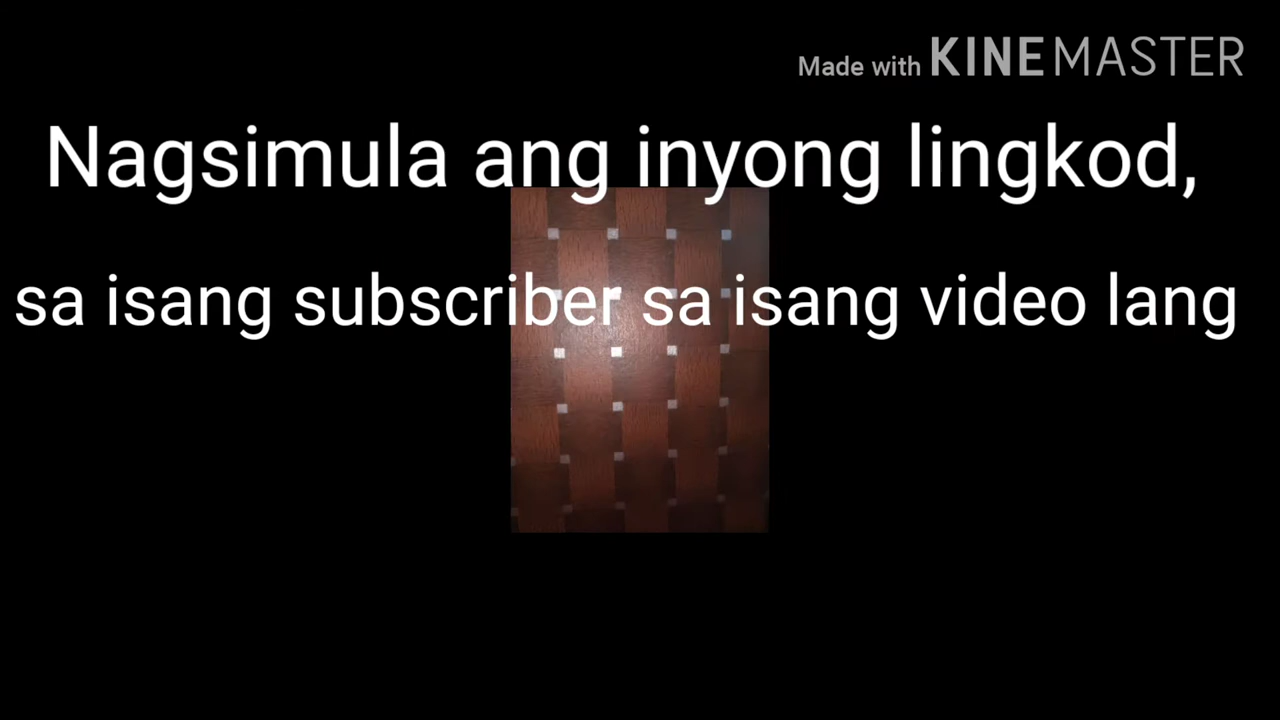 Made with KINEMASTER
Nagsimula ang inyong lingkod,
sa isang subscriber sa isang video lang